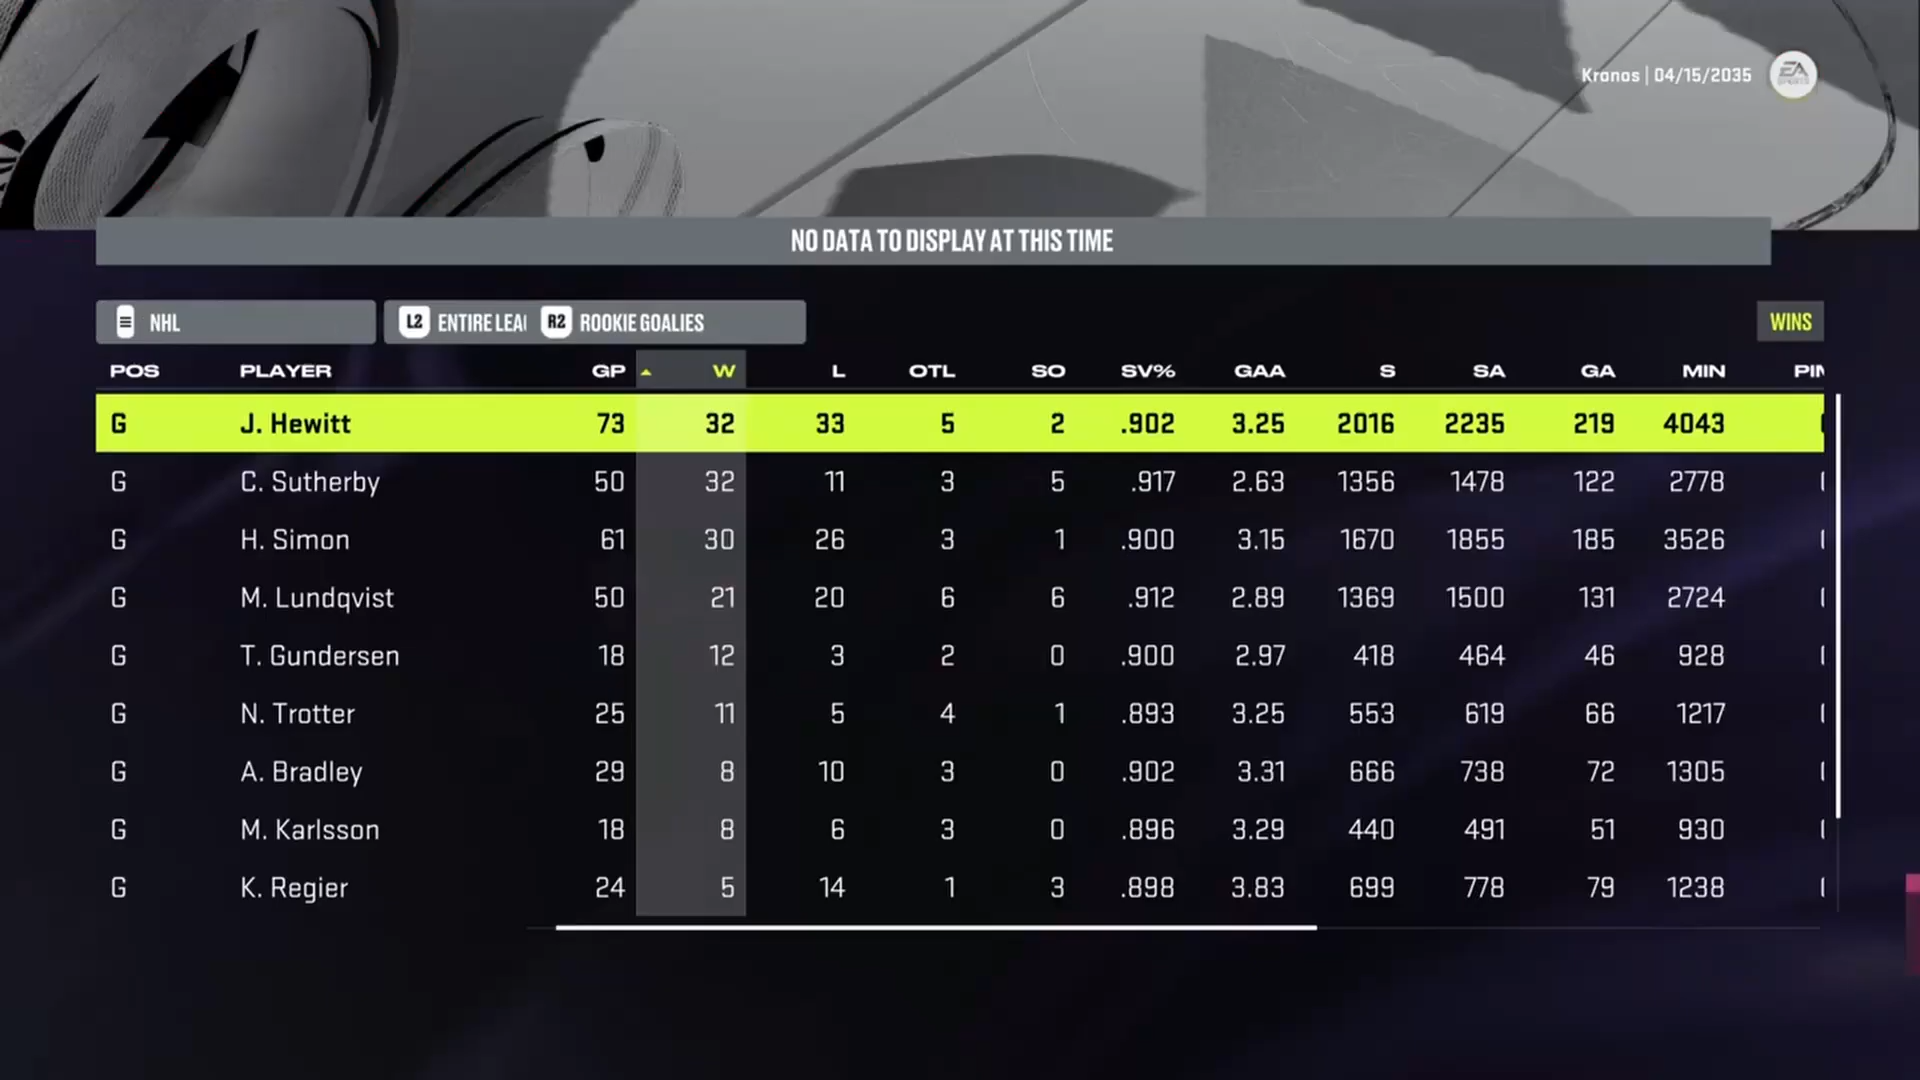 Kronos | 04/15/2035
EA SPORTS
NO DATA TO DISPLAY AT THIS TIME
NHL L2 ENTIRE LEA R2 ROOKIE GOALIES WINS
POS PLAYER GP W L OTL SO SV% GAA S SA GA MIN PIM
G J. Hewitt 73 32 33 5 2 .902 3.25 2016 2235 219 4043
G C. Sutherby 50 32 11 3 5 .917 2.63 1356 1478 122 2778
G H. Simon 61 30 26 3 1 .900 3.15 1670 1855 185 3526
G M. Lundqvist 50 21 20 6 6 .912 2.89 1369 1500 131 2724
G T. Gundersen 18 12 3 2 0 .900 2.97 418 464 46 928
G N. Trotter 25 11 5 4 1 .893 3.25 553 619 66 1217
G A. Bradley 29 8 10 3 0 .902 3.31 666 738 72 1305
G M. Karlsson 18 8 6 3 0 .896 3.29 440 491 51 930
G K. Regier 24 5 14 1 3 .898 3.83 699 778 79 1238